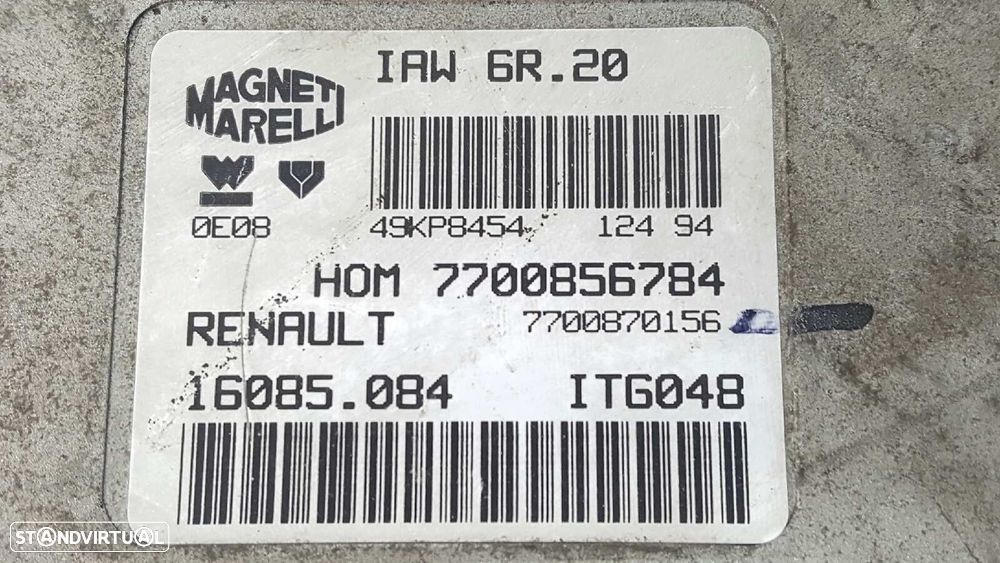 IAW 6R.20
MAGNETI
MARELLI
0E08
49KP8454 124 94
HOM 7700856784
RENAULT 7700870156
16085.084 ITG048
STANDVIRTUAL